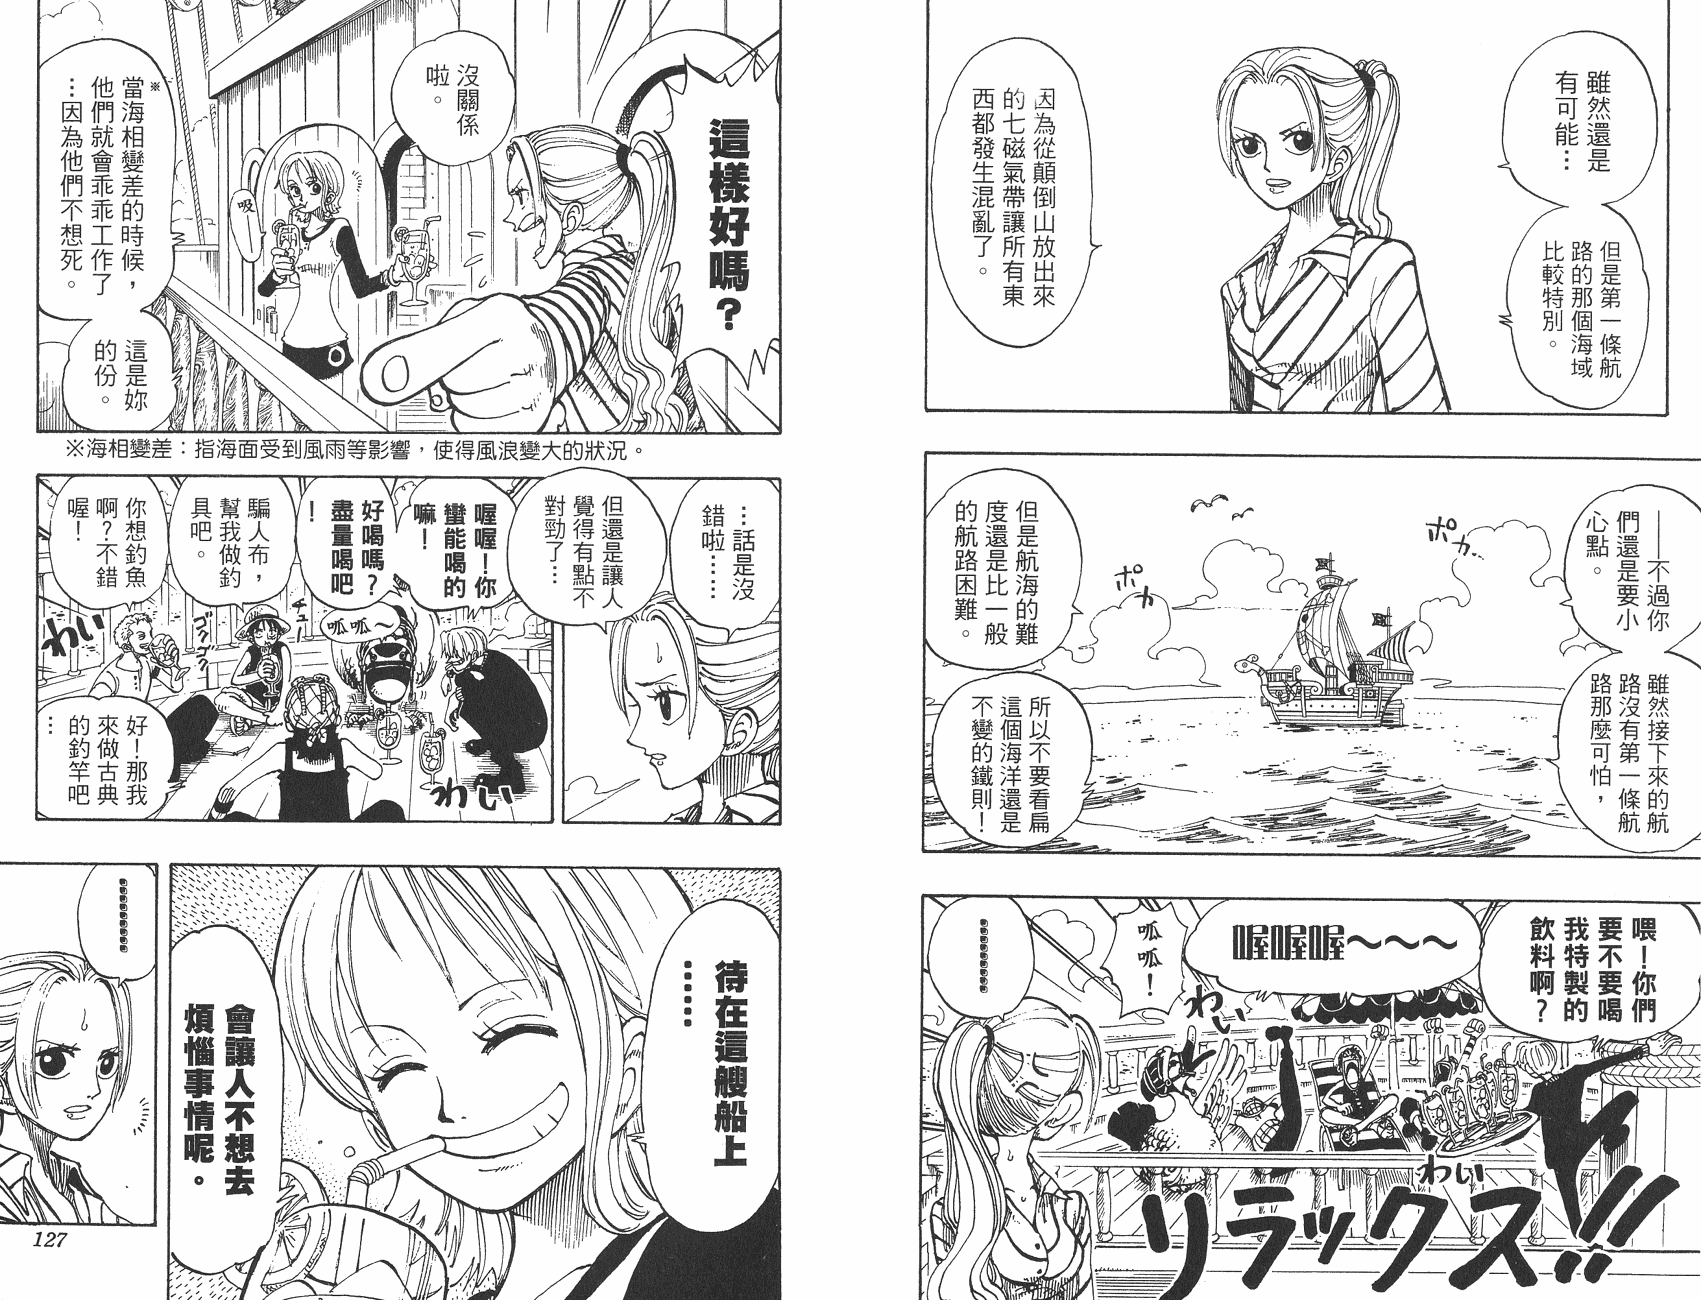 雖然還是
有可能…
但是第一條航
路的那個海域
比較特別。
因為從顛倒山放出來
的七磁氣帶讓所有東
西都發生混亂了。
——不過你
們還是要小
心點。
雖然接下來的航
路沒有第一條航
路那麼可怕，
ポカ…
ポカ
但是航海的難
度還是比一般
的航路困難。
所以不要看扁
這個海洋還是
不變的鐵則！
喂！你們
要不要喝
我特製的
飲料啊？
喔喔喔～～～
呱
呱！
………
わい
わい
リラックス!!!
這樣好嗎？
沒關係
啦。
吸
※
當海相變差的時候，
他們就會乖乖工作了
…因為他們不想死。
這是妳
的份。
※海相變差：指海面受到風雨等影響，使得風浪變大的狀況。
…話是沒
錯啦……
但還是讓人
覺得有點不
對勁了…
喔喔！你
蠻能喝的
嘛！
好喝嗎？
盡量喝吧
！
呱呱～
騙人布，
幫我做釣
具吧。
你想釣魚
啊？不錯
喔！
好！那我
來做古典
的釣竿吧
…
チュー
ゴクゴク
わい
わい
待在這艘船上
……
會讓人不想去
煩惱事情呢。
………
127